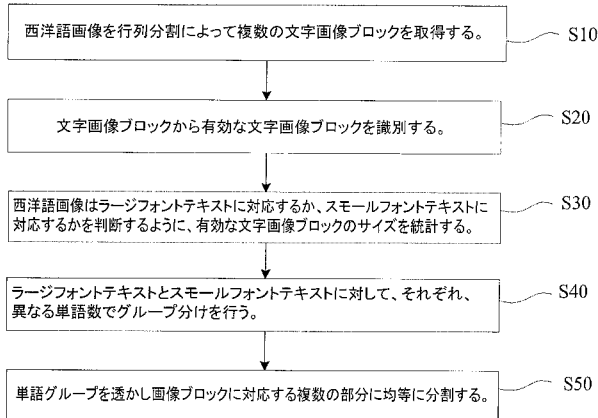 西洋語画像を行列分割によって複数の文字画像ブロックを取得する。
S10
文字画像ブロックから有効な文字画像ブロックを識別する。
S20
西洋語画像はラージフォントテキストに対応するか、スモールフォントテキストに
対応するかを判断するように、有効な文字画像ブロックのサイズを統計する。
S30
ラージフォントテキストとスモールフォントテキストに対して、それぞれ、
異なる単語数でグループ分けを行う。
S40
単語グループを透かし画像ブロックに対応する複数の部分に均等に分割する。
S50